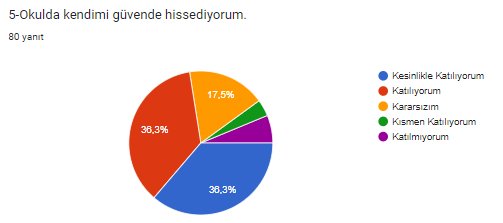 5-Okulda kendimi güvende hissediyorum.
80 yanıt
17,5%
36,3%
36,3%
Kesinlikle Katılıyorum
Katılıyorum
Kararsızım
Kısmen Katılıyorum
Katılmıyorum